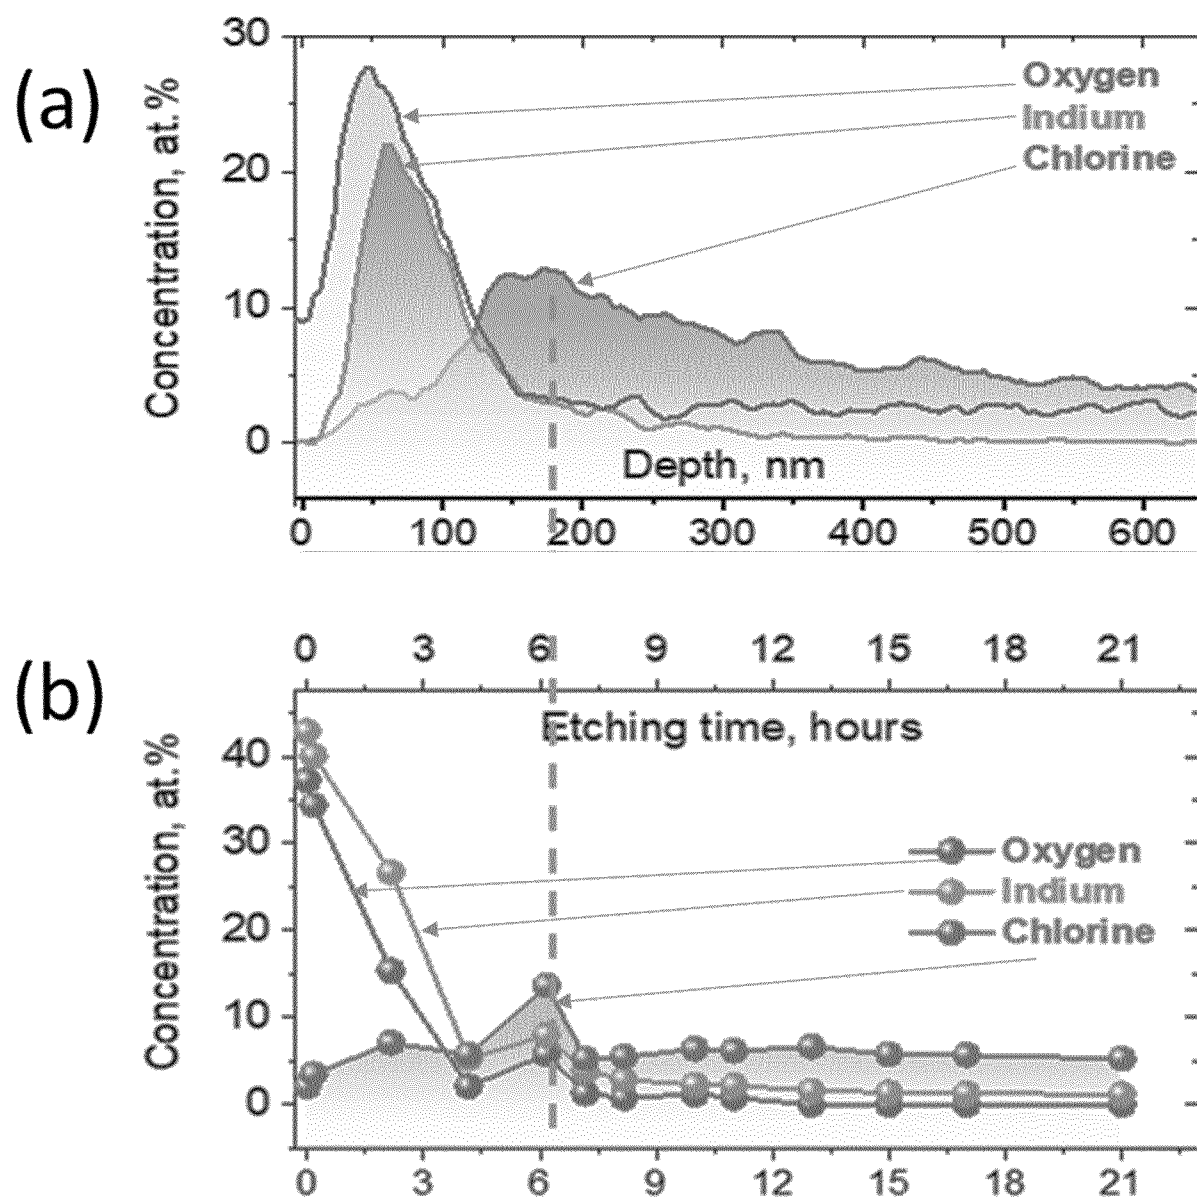 (a)
Concentration, at.%
30
20
10
0
Oxygen
Indium
Chlorine
Depth, nm
0 100 200 300 400 500 600
(b)
0 3 6 9 12 15 18 21
Etching time, hours
Concentration, at.%
40
30
20
10
0
Oxygen
Indium
Chlorine
0 3 6 9 12 15 18 21